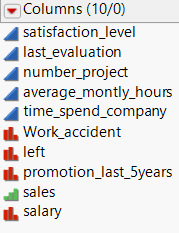 Columns (10/0)
satisfaction_level
last_evaluation
number_project
average_montly_hours
time_spend_company
Work_accident
left
promotion_last_5years
sales
salary